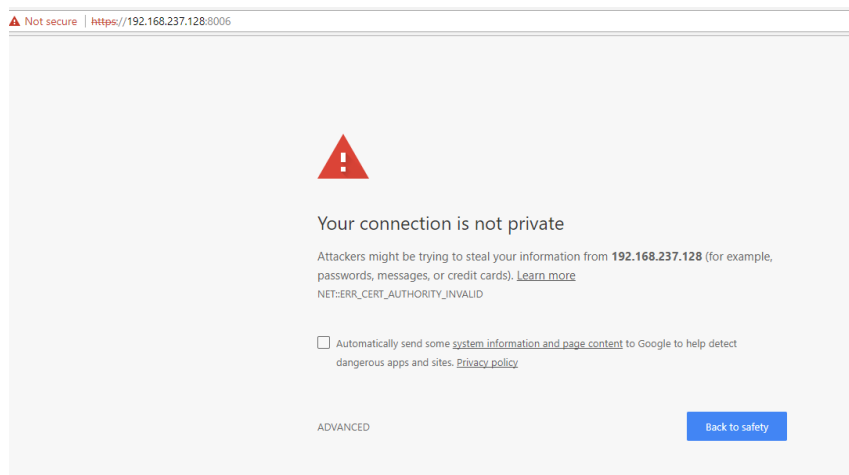 Not secure | https://192.168.237.128:8006
Your connection is not private
Attackers might be trying to steal your information from 192.168.237.128 (for example,
passwords, messages, or credit cards). Learn more
NET::ERR_CERT_AUTHORITY_INVALID
Automatically send some system information and page content to Google to help detect
dangerous apps and sites. Privacy policy
ADVANCED
Back to safety